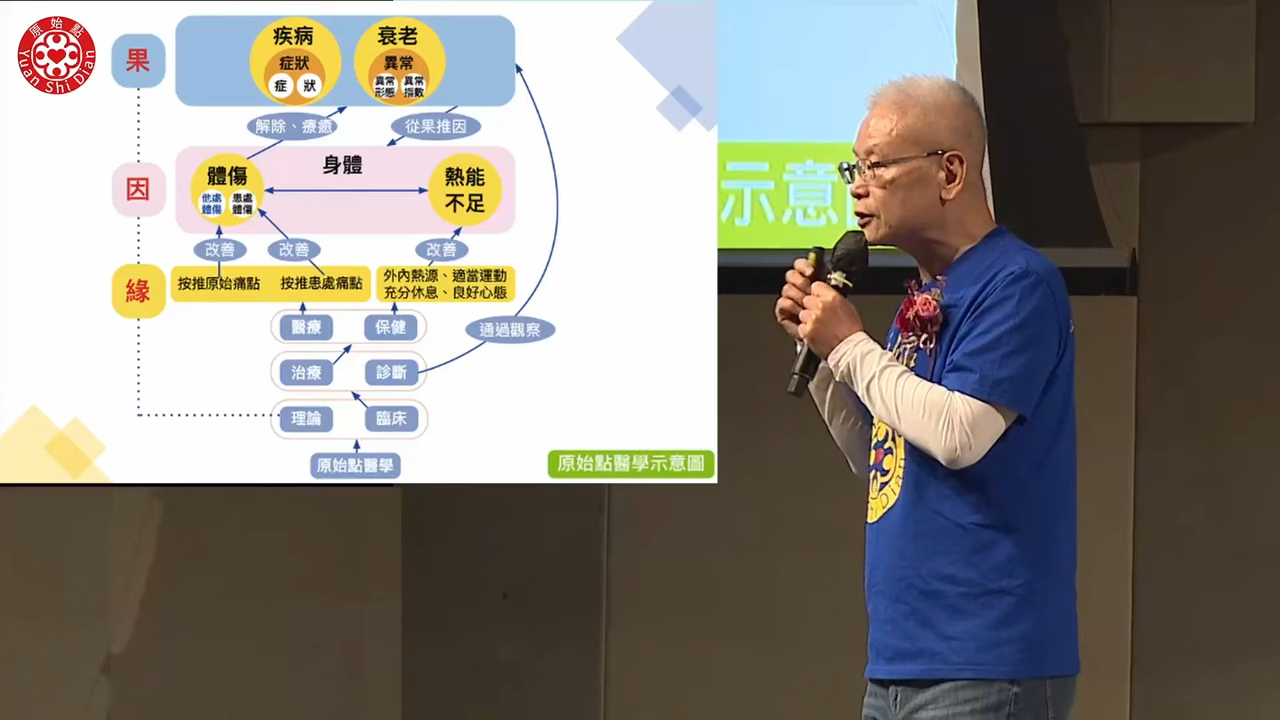 原始點
Yuan Shi Dian
果
疾病
症狀
症
狀
衰老
異常
異常
形態
異常
指數
解除、療癒
從果推因
因
身體
體傷
他處
體傷
患處
體傷
熱能
不足
改善
改善
改善
緣
按推原始痛點
按推患處痛點
外內熱源、適當運動
充分休息、良好心態
醫療
保健
通過觀察
治療
診斷
理論
臨床
原始點醫學
原始點醫學示意圖
示意